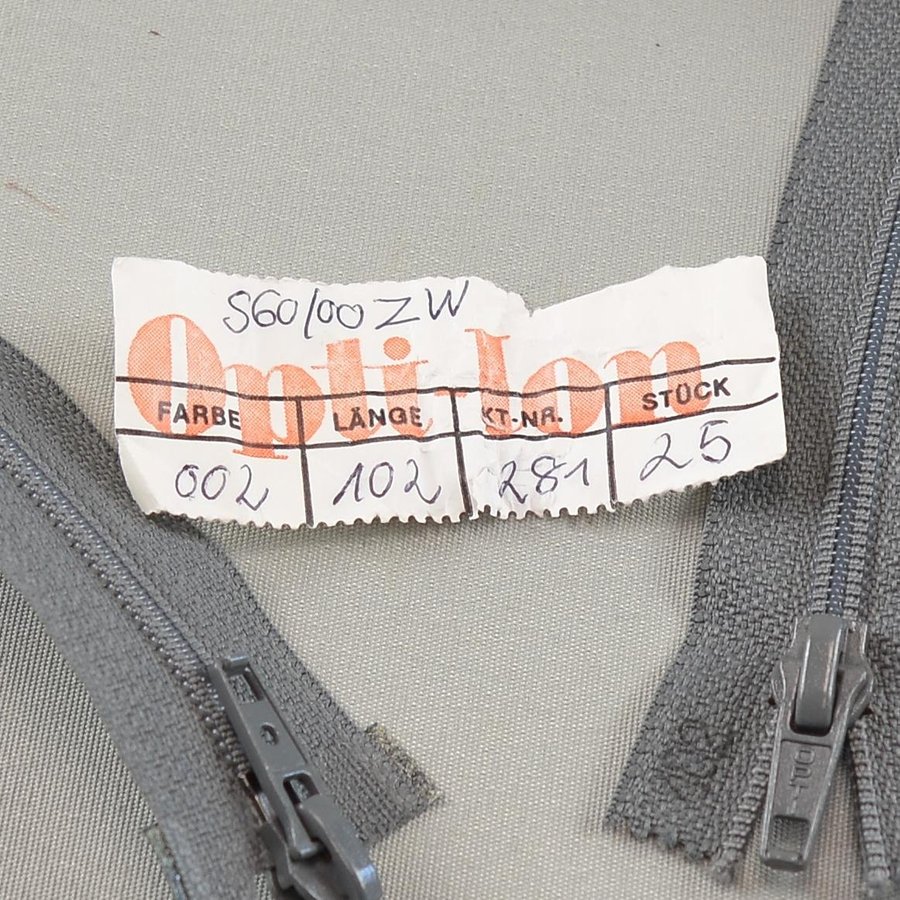 S60/00 ZW
Opti-lon
FARBE LÄNGE KT-NR. STÜCK
002 102 281 25
OPTI